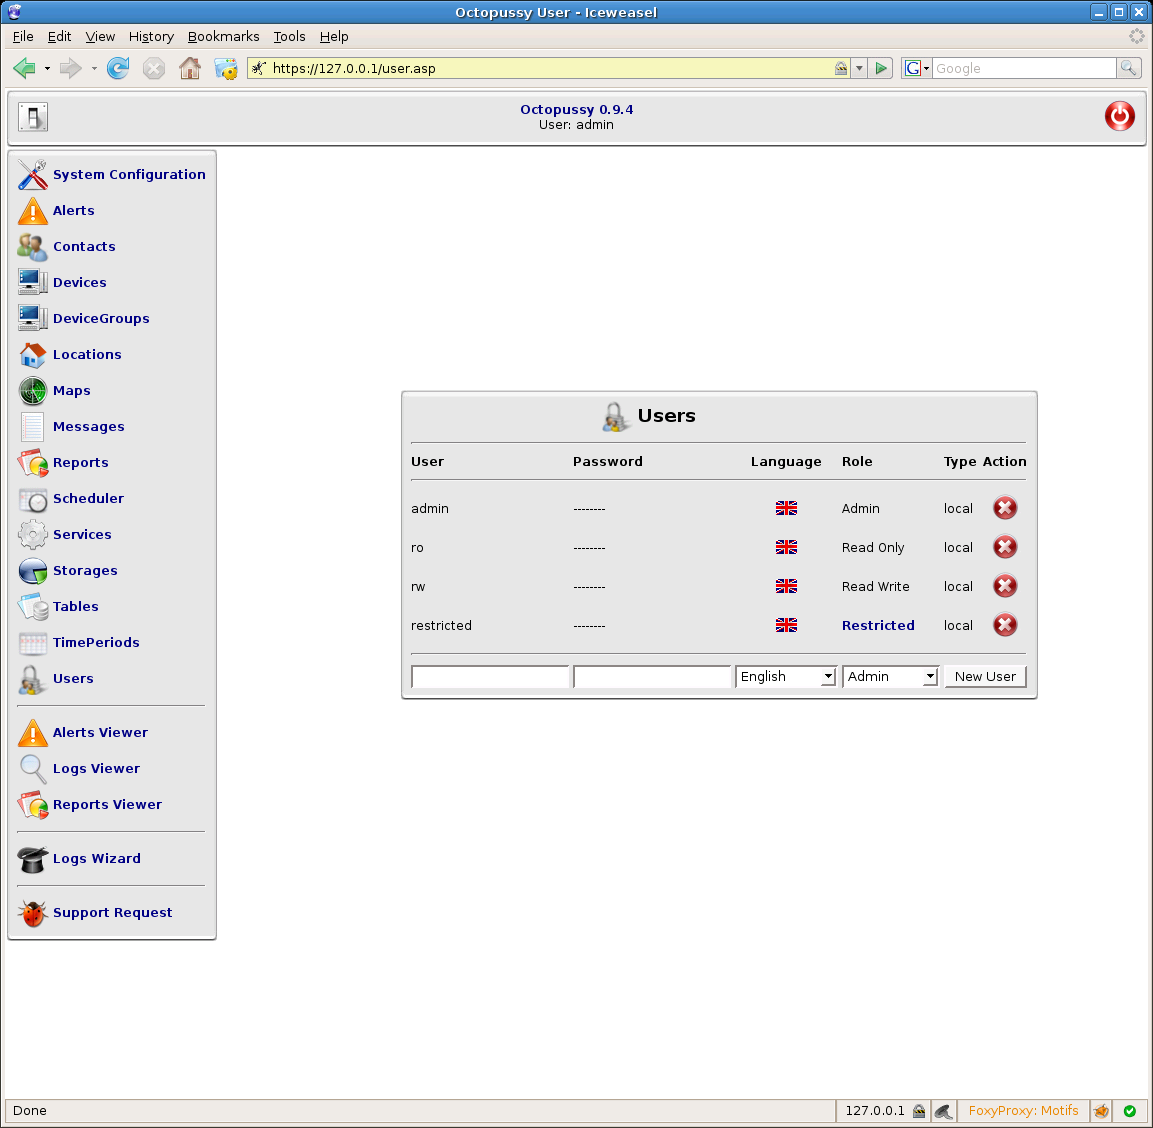 Octopussy User - Iceweasel
File Edit View History Bookmarks Tools Help
https://127.0.0.1/user.asp
G Google
Octopussy 0.9.4
User: admin
System Configuration
Alerts
Contacts
Devices
DeviceGroups
Locations
Maps
Messages
Reports
Scheduler
Services
Storages
Tables
TimePeriods
Users
Alerts Viewer
Logs Viewer
Reports Viewer
Logs Wizard
Support Request
Users
User Password Language Role Type Action
admin -------- Admin local
ro -------- Read Only local
rw -------- Read Write local
restricted -------- Restricted local
English Admin New User
Done 127.0.0.1 FoxyProxy: Motifs